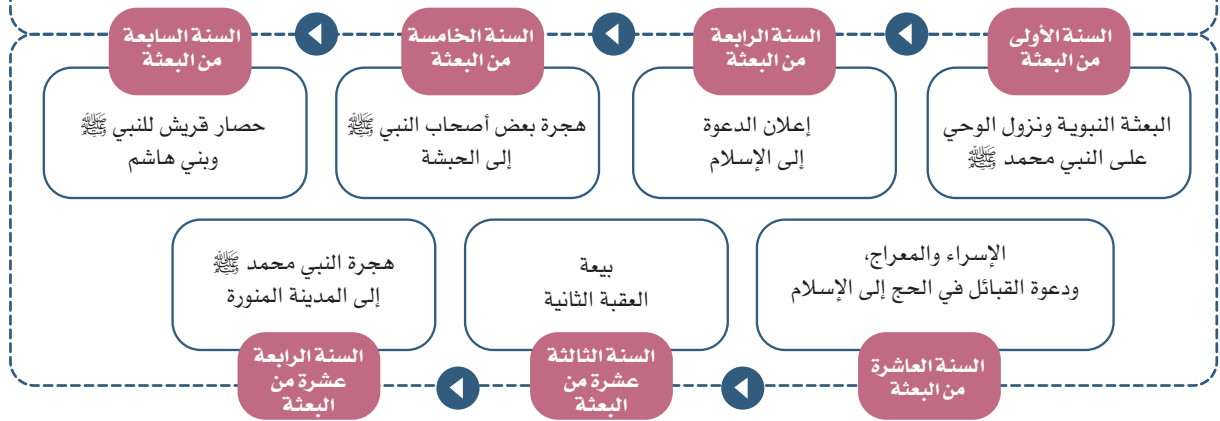 السنة الأولى
من البعثة
البعثة النبوية ونزول الوحي
على النبي محمد ﷺ
السنة الرابعة
من البعثة
إعلان الدعوة
إلى الإسلام
السنة الخامسة
من البعثة
هجرة بعض أصحاب النبي ﷺ
إلى الحبشة
السنة السابعة
من البعثة
حصار قريش للنبي ﷺ
وبني هاشم
الإسراء والمعراج،
ودعوة القبائل في الحج إلى الإسلام
السنة العاشرة
من البعثة
بيعة
العقبة الثانية
السنة الثالثة
عشرة من
البعثة
هجرة النبي محمد ﷺ
إلى المدينة المنورة
السنة الرابعة
عشرة من
البعثة